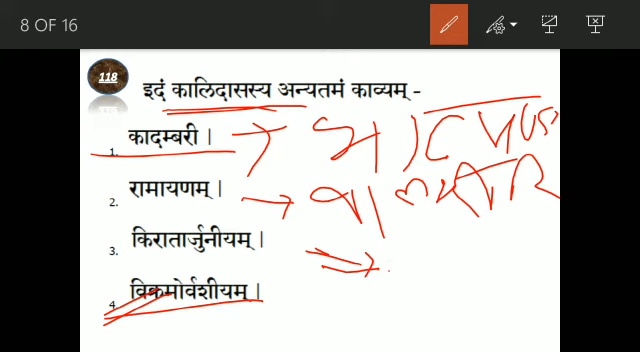 8 OF 16
118
इदं कालिदासस्य अन्यतमं काव्यम् -
1. कादम्बरी |
2. रामायणम् |
3. किरातार्जुनीयम् |
4. विक्रमोर्वशीयम् |